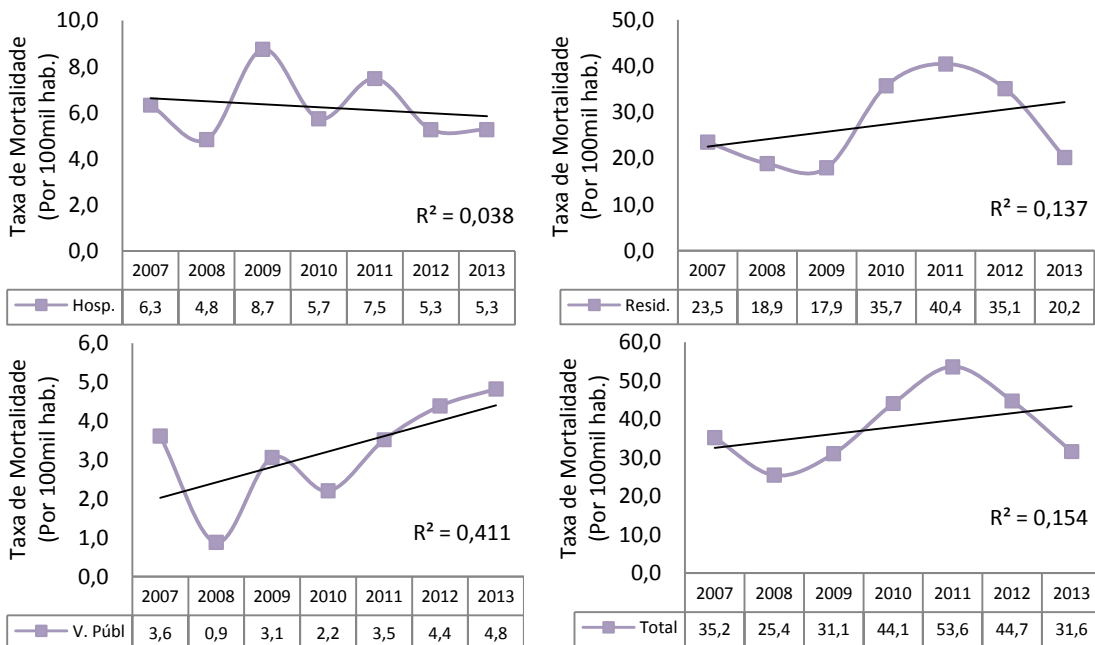 Taxa de Mortalidade
(Por 100mil hab.)
10,0
8,0
6,0
4,0
2,0
0,0
R² = 0,038
2007 2008 2009 2010 2011 2012 2013
Hosp. 6,3 4,8 8,7 5,7 7,5 5,3 5,3
Taxa de Mortalidade
(Por 100mil hab.)
50,0
40,0
30,0
20,0
10,0
0,0
R² = 0,137
2007 2008 2009 2010 2011 2012 2013
Resid. 23,5 18,9 17,9 35,7 40,4 35,1 20,2
Taxa de Mortalidade
(Por 100mil hab.)
6,0
5,0
4,0
3,0
2,0
1,0
0,0
R² = 0,411
2007 2008 2009 2010 2011 2012 2013
V. Públ 3,6 0,9 3,1 2,2 3,5 4,4 4,8
Taxa de Mortalidade
(Por 100mil hab.)
60,0
50,0
40,0
30,0
20,0
10,0
0,0
R² = 0,154
2007 2008 2009 2010 2011 2012 2013
Total 35,2 25,4 31,1 44,1 53,6 44,7 31,6